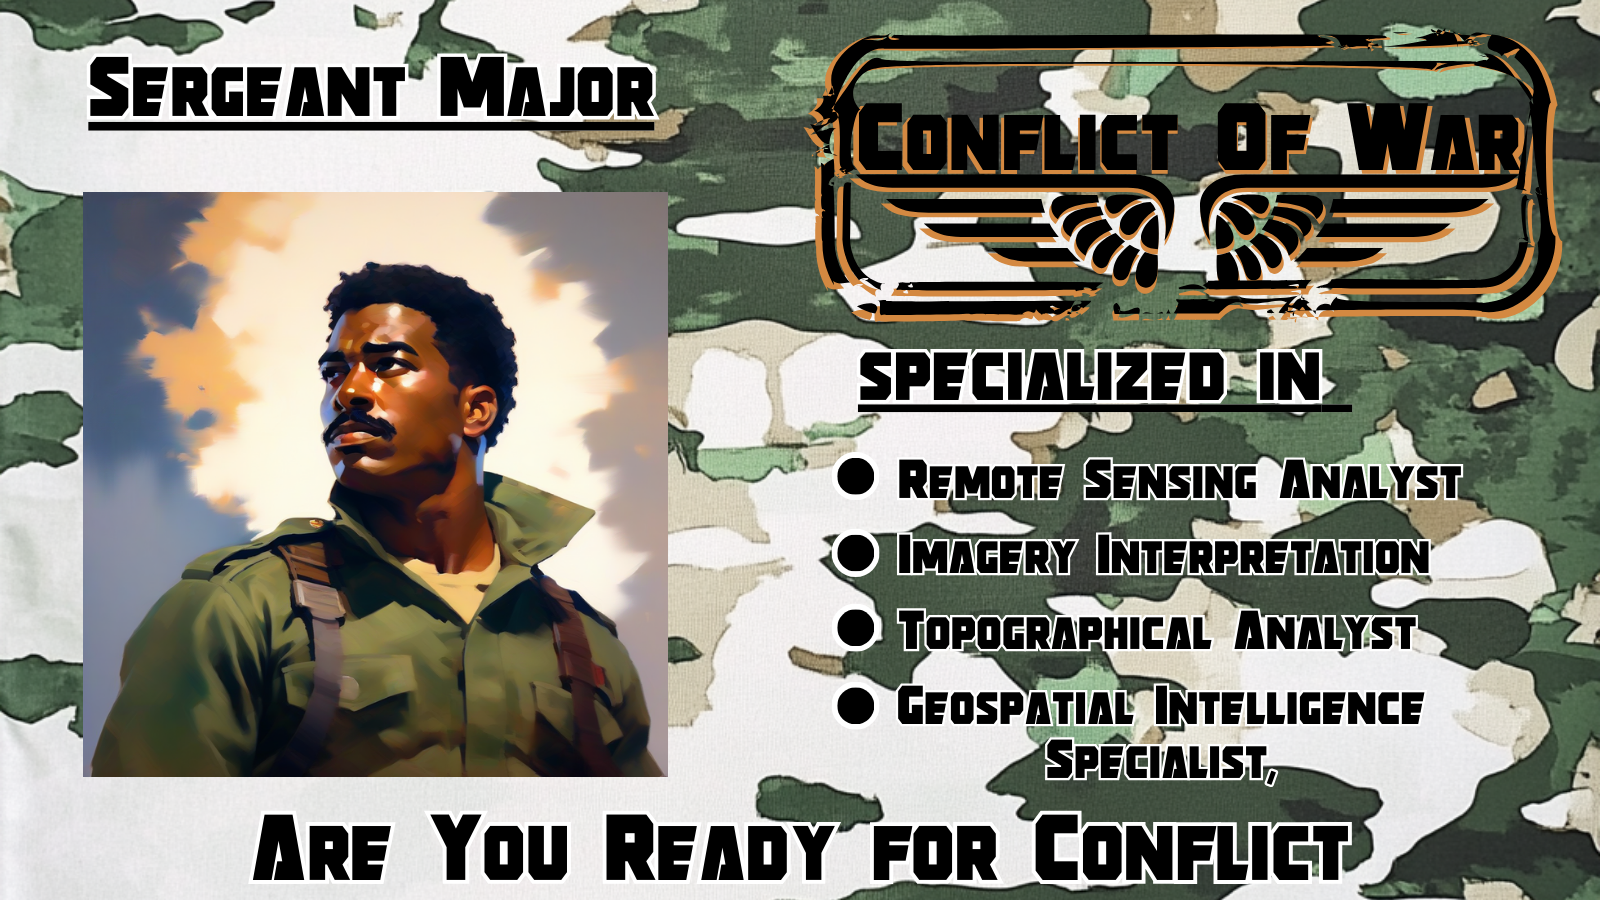 Sergeant Major
Conflict Of War
SPECIALIZED IN
Remote Sensing Analyst
Imagery Interpretation
Topographical Analyst
Geospatial Intelligence
Specialist,
Are You Ready for Conflict